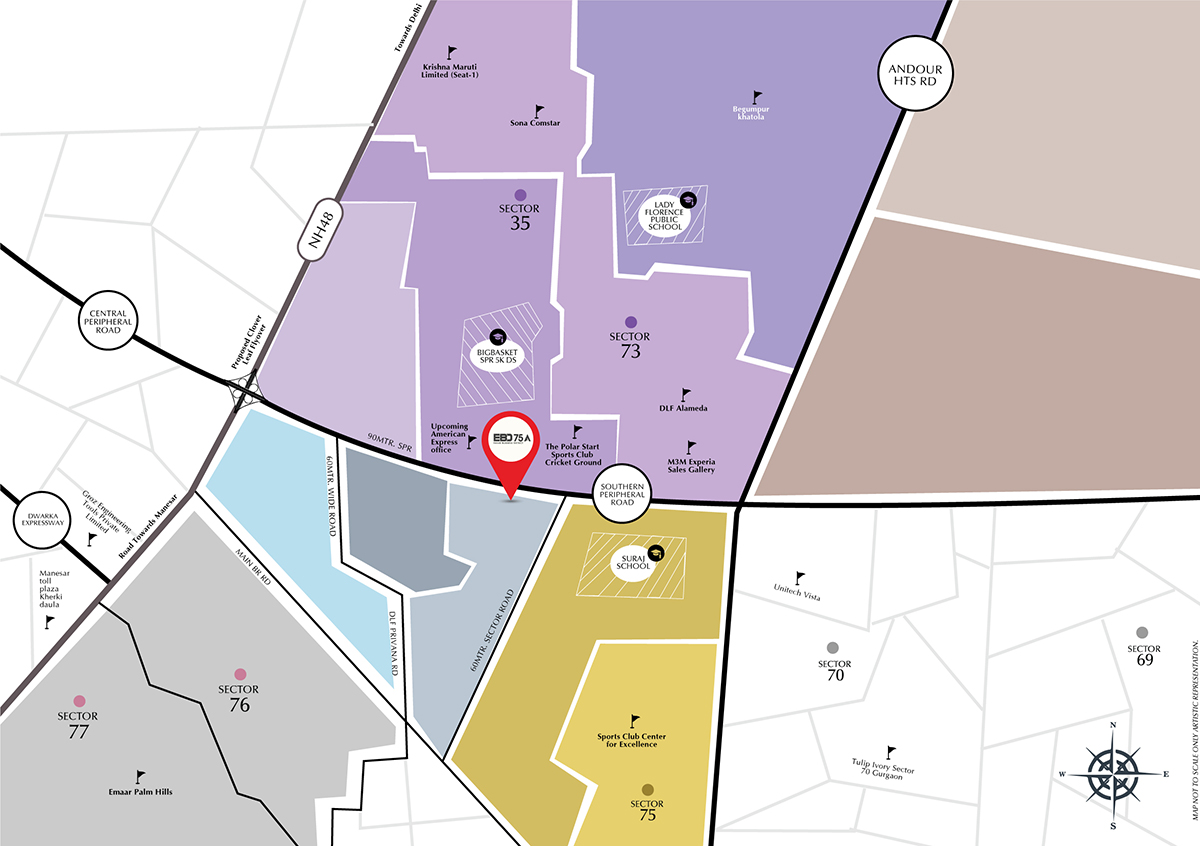 Towards Delhi
Krishna Maruti
Limited (Seat-1)
Sona Comstar
Begumpur
khatola
ANDOUR
HTS RD
SECTOR
35
LADY
FLORENCE
PUBLIC
SCHOOL
NH48
CENTRAL
PERIPHERAL
ROAD
Proposed Clover
Leaf Flyover
BIGBASKET
SPR 5K DS
SECTOR
73
DLF Alameda
90MTR. SPR
Upcoming
American
Express
office
EBD 75A
The Polar Start
Sports Club
Cricket Ground
M3M Experia
Sales Gallery
SOUTHERN
PERIPHERAL
ROAD
DWARKA
EXPRESSWAY
Groz Engineering
Tools Private
Limited
Road Towards Manesar
60MTR. WIDE ROAD
MAIN BR RD
Manesar
toll
plaza
Kherki
daula
DLF PRIVANA RD
60MTR. SECTOR ROAD
SURAJ
SCHOOL
Unitech Vista
SECTOR
70
SECTOR
69
SECTOR
76
SECTOR
77
Emaar Palm Hills
Sports Club Center
for Excellence
SECTOR
75
Tulip Ivory Sector
70 Gurgaon
N
W
E
S
MAP NOT TO SCALE ONLY ARTISTIC REPRESENTATION.